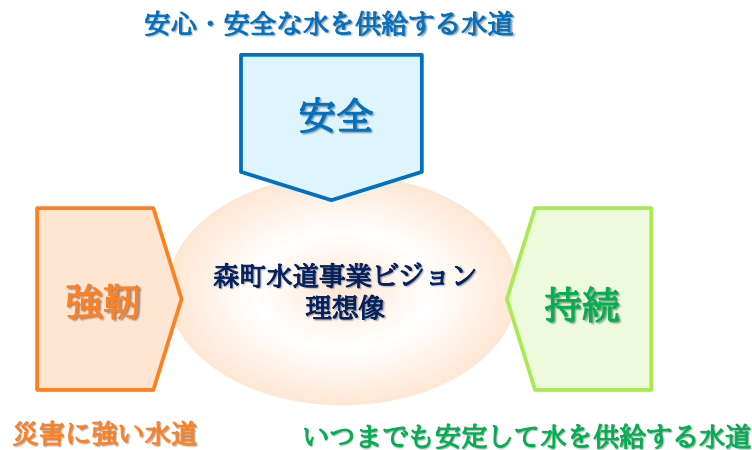 安心・安全な水を供給する水道
安全
森町水道事業ビジョン
理想像
強靭
持続
災害に強い水道
いつまでも安定して水を供給する水道